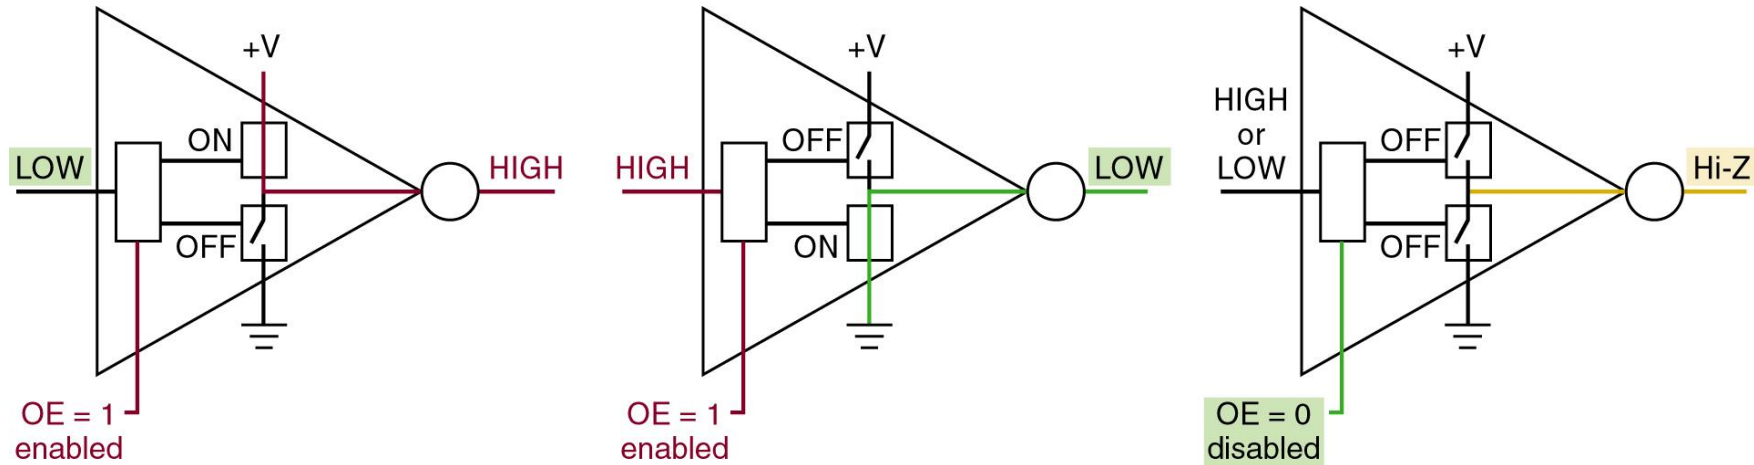 +V
ON
LOW
HIGH
OFF
OE = 1
enabled
+V
OFF
HIGH
LOW
ON
OE = 1
enabled
+V
HIGH
or
LOW
OFF
Hi-Z
OFF
OE = 0
disabled